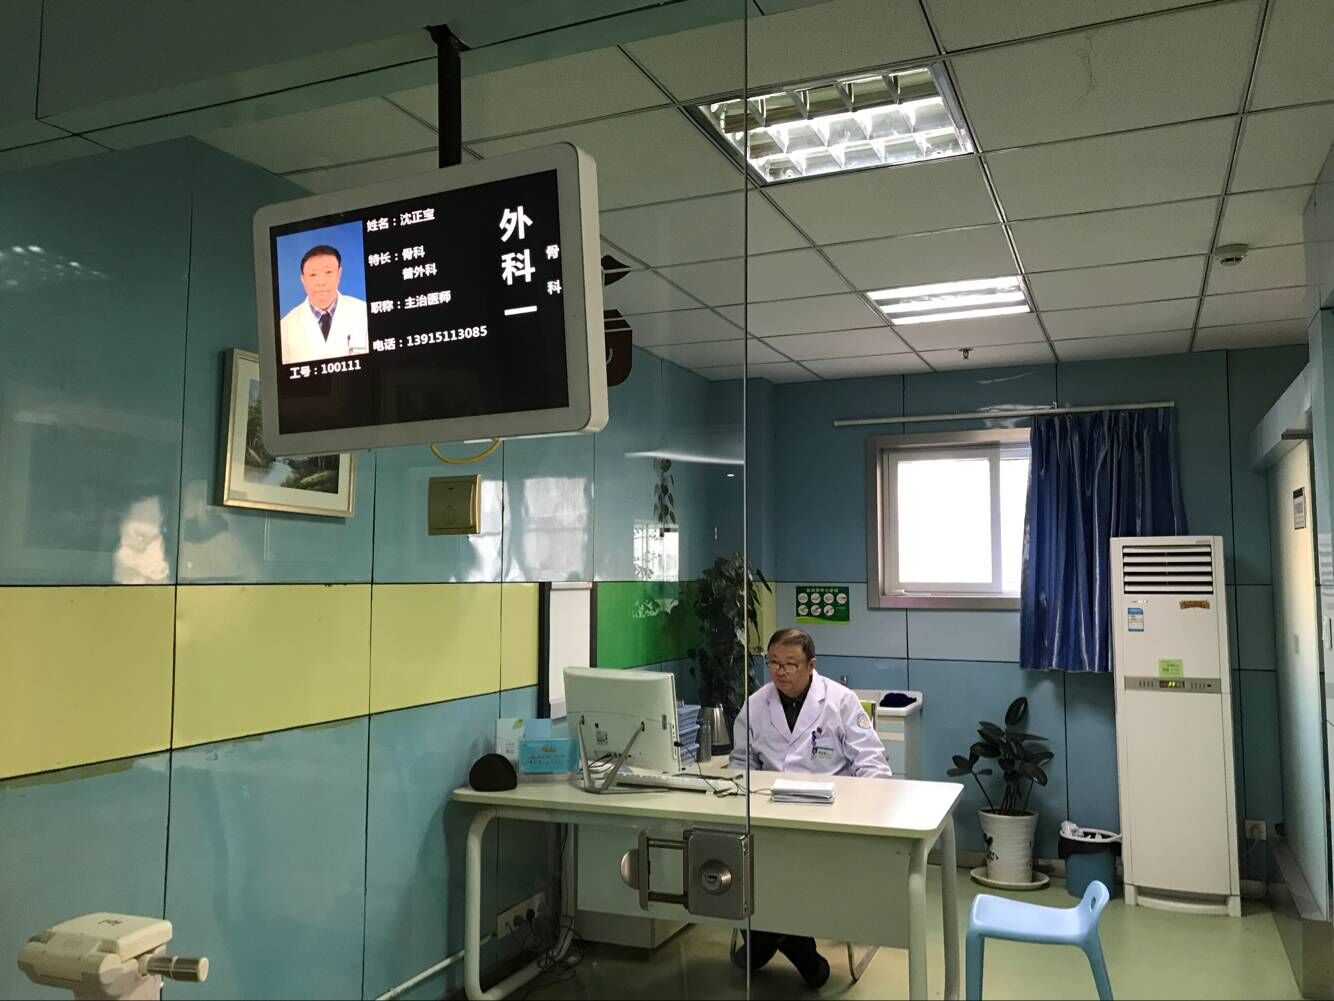 姓名：沈正宝
特长：骨科
普外科
职称：主治医师
电话：13915113085
工号：100111
外科一
骨科